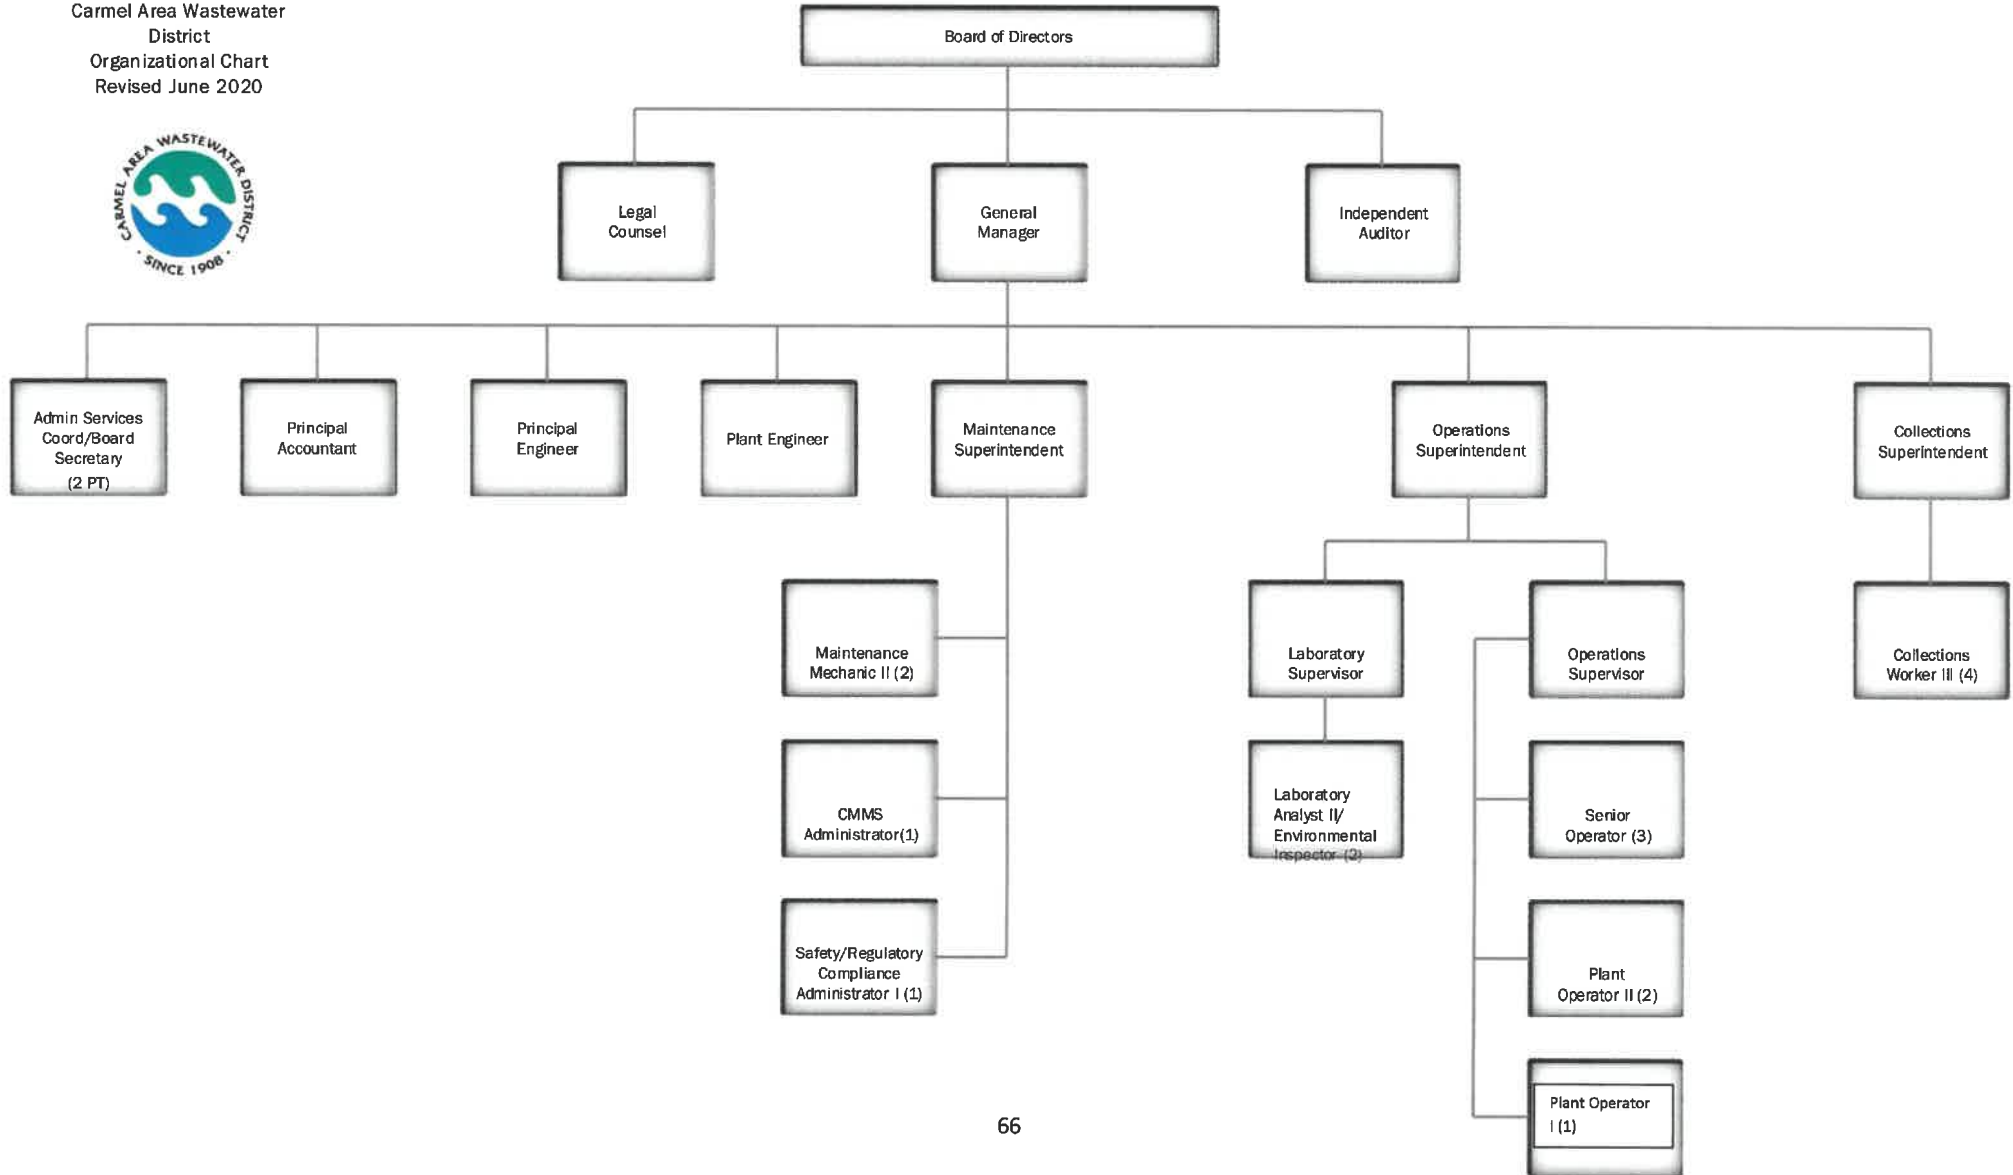 Carmel Area Wastewater
District
Organizational Chart
Revised June 2020
CARMEL AREA WASTEWATER DISTRICT
· SINCE 1908 ·
Board of Directors
Legal
Counsel
General
Manager
Independent
Auditor
Admin Services
Coord/Board
Secretary
(2 PT)
Principal
Accountant
Principal
Engineer
Plant Engineer
Maintenance
Superintendent
Operations
Superintendent
Collections
Superintendent
Maintenance
Mechanic II (2)
Laboratory
Supervisor
Operations
Supervisor
Collections
Worker III (4)
CMMS
Administrator(1)
Laboratory
Analyst II/
Environmental
Inspector (2)
Senior
Operator (3)
Safety/Regulatory
Compliance
Administrator I (1)
Plant
Operator II (2)
Plant Operator
I (1)
66